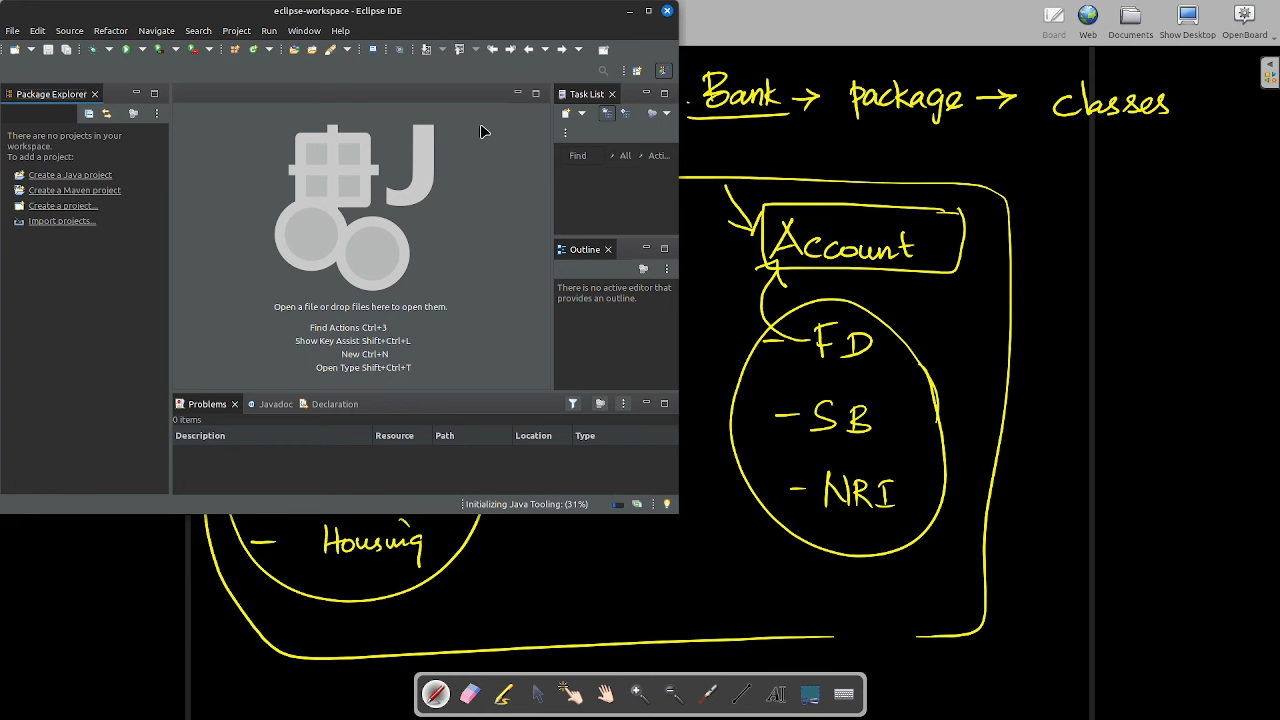 eclipse-workspace - Eclipse IDE
File Edit Source Refactor Navigate Search Project Run Window Help
Package Explorer
There are no projects in your
workspace.
To add a project:
Create a Java project
Create a Maven project
Create a project...
Import projects...
J
Open a file or drop files here to open them.
Find Actions Ctrl+3
Show Key Assist Shift+Ctrl+L
New Ctrl+N
Open Type Shift+Ctrl+T
Task List
Find All Acti...
Outline
There is no active editor that
provides an outline.
Problems Javadoc Declaration
0 items
Description Resource Path Location Type
Initializing Java Tooling: (31%)
Board Web Documents Show Desktop OpenBoard
Bank → package → classes
Account
- FD
- SB
- NRI
- Housing
AI